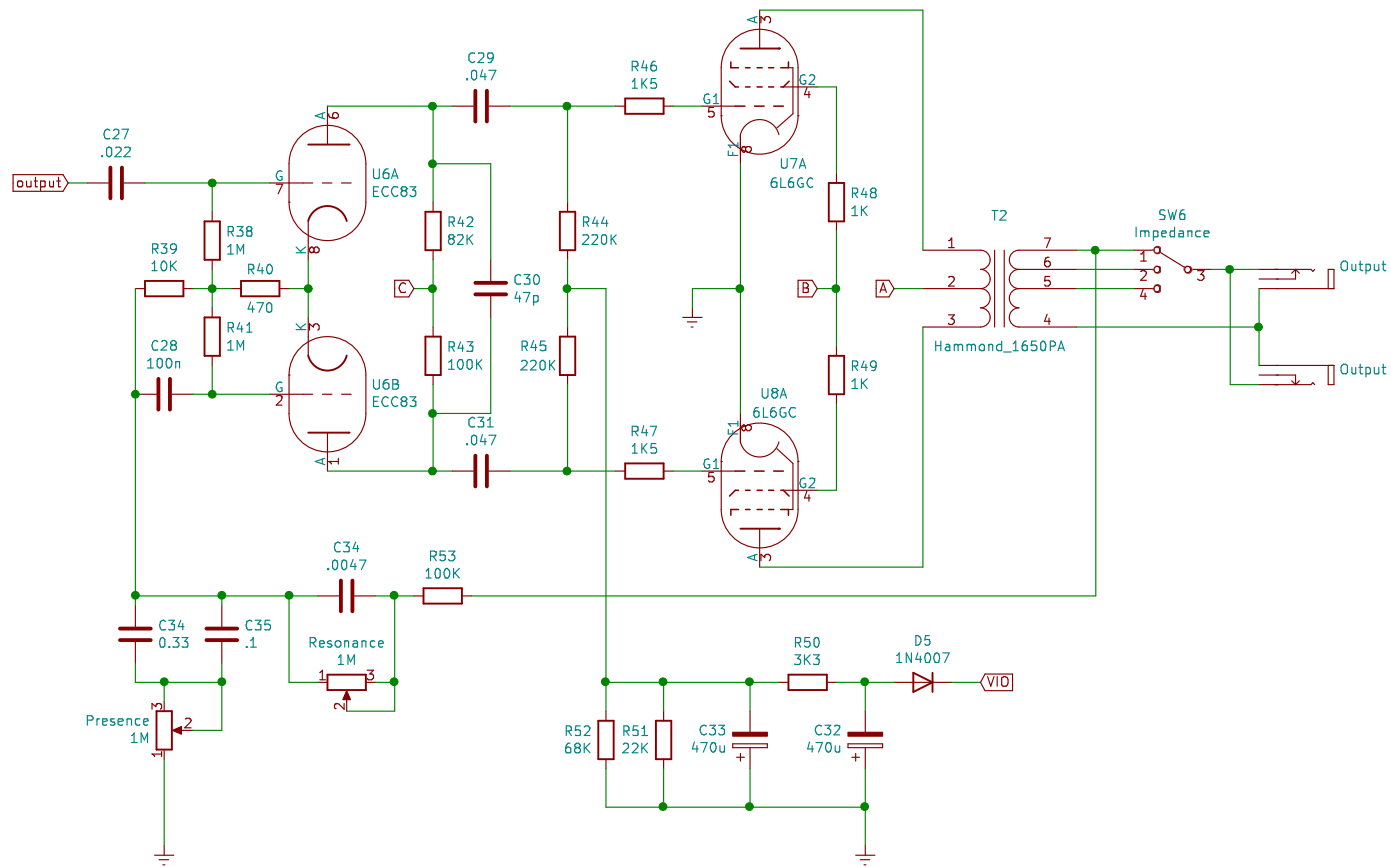 A
3
C29
.047
R46
1K5
G2
4
G1
5
A
6
C27
.022
F1
8
U7A
6L6GC
U6A
ECC83
output
G
7
R48
1K
T2
SW6
Impedance
R42
82K
R44
220K
R38
1M
K
8
R39
10K
R40
470
1
7
6
5
1
2
4
3
Output
C
C30
47p
B
A
2
R41
1M
K
3
C28
100n
R43
100K
R45
220K
3
4
Hammond_1650PA
R49
1K
Output
U6B
ECC83
G
2
U8A
6L6GC
C31
.047
F1
8
R47
1K5
G1
5
G2
4
A
1
A
3
C34
.0047
R53
100K
C34
0.33
C35
.1
Resonance
1M
1
3
2
R50
3K3
D5
1N4007
VIO
Presence
1M
3
2
1
R52
68K
R51
22K
C33
470u
+
C32
470u
+